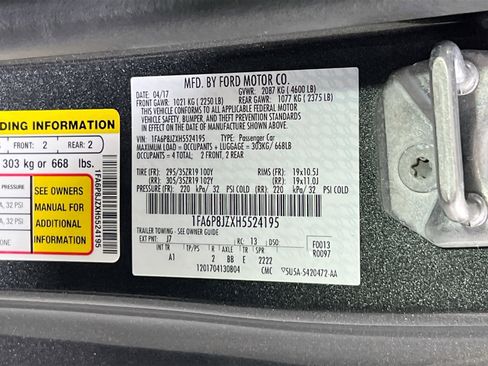 DING INFORMATION
FRONT: 2 REAR: 2
303 kg or 668 lbs.
PRESSURE
A, 32 PSI
A, 32 PSI
SEE OWNERS
MANUAL FOR
ADDITIONAL
INFORMATION
1FA6P8JZXH5524195
MFD. BY FORD MOTOR CO.
DATE: 04/17 GVWR: 2087 KG ( 4600 LB)
FRONT GAWR: 1021 KG ( 2250 LB) REAR GAWR: 1077 KG ( 2375 LB)
THIS VEHICLE CONFORMS TO ALL APPLICABLE FEDERAL MOTOR
VEHICLE SAFETY, BUMPER, AND THEFT PREVENTION STANDARDS
IN EFFECT ON THE DATE OF MANUFACTURE SHOWN ABOVE.
VIN: 1FA6P8JZXH5524195 TYPE: Passenger Car
MAXIMUM LOAD = OCCUPANTS + LUGGAGE = 303KG / 668LB
OCCUPANTS = 4 TOTAL, 2 FRONT, 2 REAR
TIRE (FR) 295/35ZR19 100Y RIMS (FR) 19x10.5J
(RR) 305/35ZR19 102Y (RR) 19x11.0J
PRESSURE (FR) 220 kPa/ 32 PSI COLD (RR) 220 kPa/ 32 PSI COLD
1FA6P8JZXH5524195
TRAILER TOWING - SEE OWNER GUIDE
EXT PNT: J7 RC: 13 DSO: F0013
R0097
INT TR TP/PS R AXLE TR SPR
A1 2 BB E 2222
1201704130804 CMC
5U5A-5420472-AA